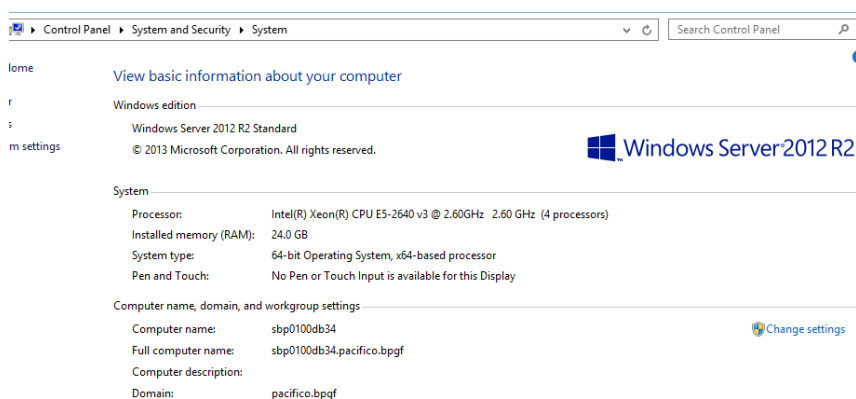 Control Panel System and Security System Search Control Panel
View basic information about your computer
Windows edition
m settings
Windows Server 2012 R2 Standard
© 2013 Microsoft Corporation. All rights reserved.
Windows Server 2012 R2
System
Processor: Intel(R) Xeon(R) CPU E5-2640 v3 @ 2.60GHz 2.60 GHz (4 processors)
Installed memory (RAM): 24.0 GB
System type: 64-bit Operating System, x64-based processor
Pen and Touch: No Pen or Touch Input is available for this Display
Computer name, domain, and workgroup settings
Computer name: sbp0100db34
Change settings
Full computer name: sbp0100db34.pacifico.bpgf
Computer description:
Domain: pacifico.bpgf